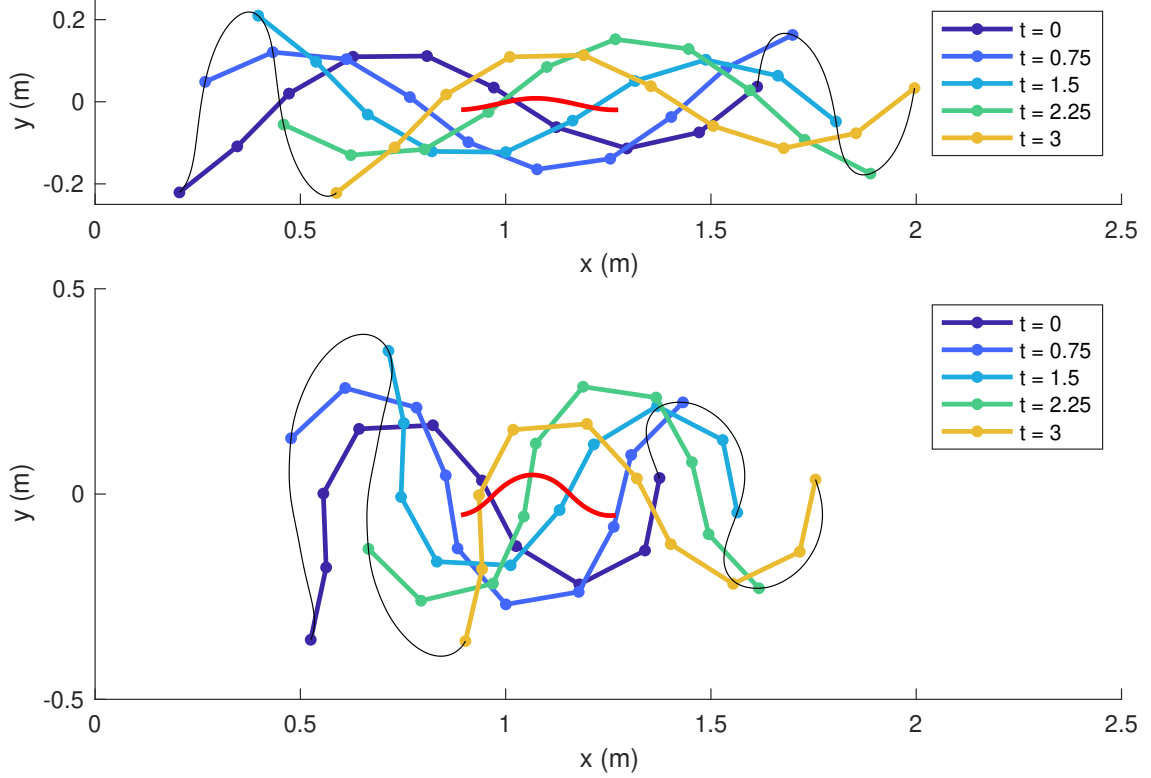 0.2
0
-0.2
y (m)
0
0.5
1
1.5
2
2.5
x (m)
t = 0
t = 0.75
t = 1.5
t = 2.25
t = 3
0.5
0
-0.5
y (m)
0
0.5
1
1.5
2
2.5
x (m)
t = 0
t = 0.75
t = 1.5
t = 2.25
t = 3